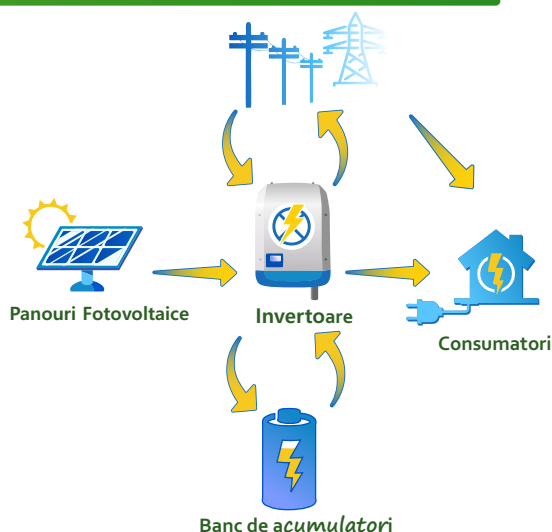 Panouri Fotovoltaice
Invertoare
Consumatori
Banc de acumulatori